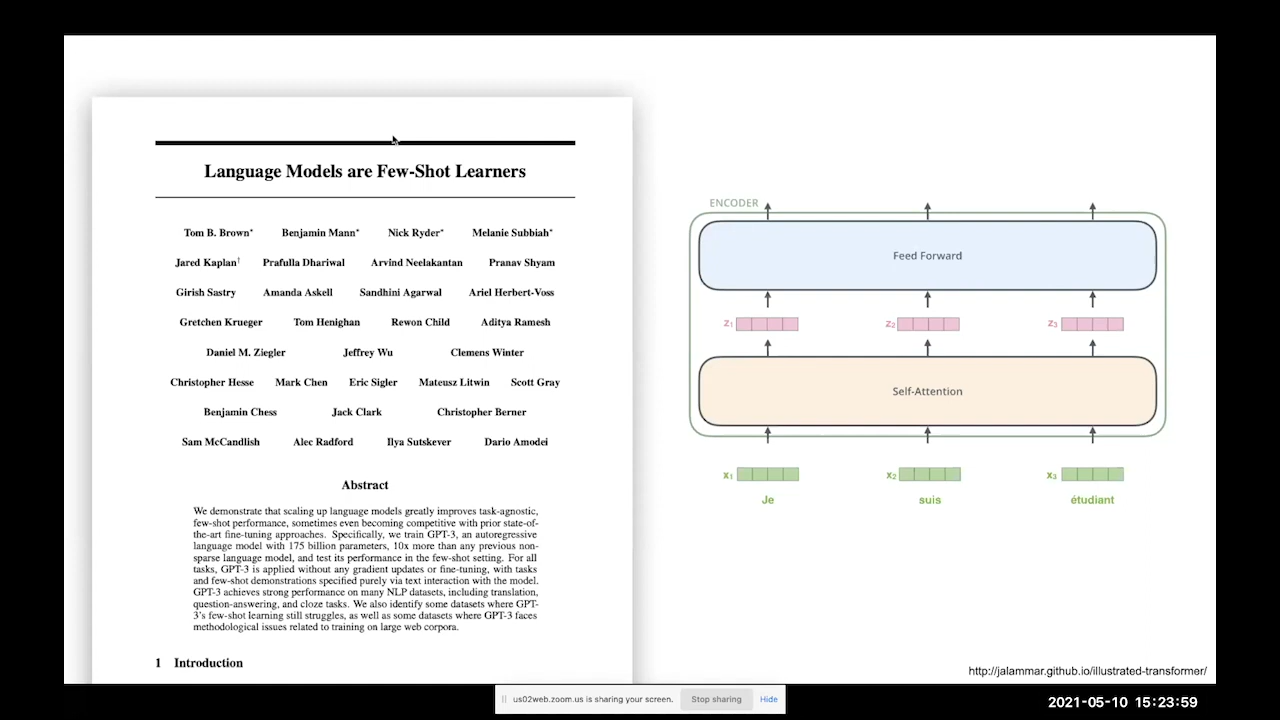 Language Models are Few-Shot Learners
Tom B. Brown* Benjamin Mann* Nick Ryder* Melanie Subbiah*
Jared Kaplan† Prafulla Dhariwal Arvind Neelakantan Pranav Shyam
Girish Sastry Amanda Askell Sandhini Agarwal Ariel Herbert-Voss
Gretchen Krueger Tom Henighan Rewon Child Aditya Ramesh
Daniel M. Ziegler Jeffrey Wu Clemens Winter
Christopher Hesse Mark Chen Eric Sigler Mateusz Litwin Scott Gray
Benjamin Chess Jack Clark Christopher Berner
Sam McCandlish Alec Radford Ilya Sutskever Dario Amodei
Abstract
We demonstrate that scaling up language models greatly improves task-agnostic,
few-shot performance, sometimes even becoming competitive with prior state-of-
the-art fine-tuning approaches. Specifically, we train GPT-3, an autoregressive
language model with 175 billion parameters, 10x more than any previous non-
sparse language model, and test its performance in the few-shot setting. For all
tasks, GPT-3 is applied without any gradient updates or fine-tuning, with tasks
and few-shot demonstrations specified purely via text interaction with the model.
GPT-3 achieves strong performance on many NLP datasets, including translation,
question-answering, and cloze tasks. We also identify some datasets where GPT-
3's few-shot learning still struggles, as well as some datasets where GPT-3 faces
methodological issues related to training on large web corpora.
1 Introduction
ENCODER
Feed Forward
z1 z2 z3
Self-Attention
x1 x2 x3
Je suis étudiant
http://jalammar.github.io/illustrated-transformer/
us02web.zoom.us is sharing your screen. Stop sharing Hide
2021-05-10 15:23:59